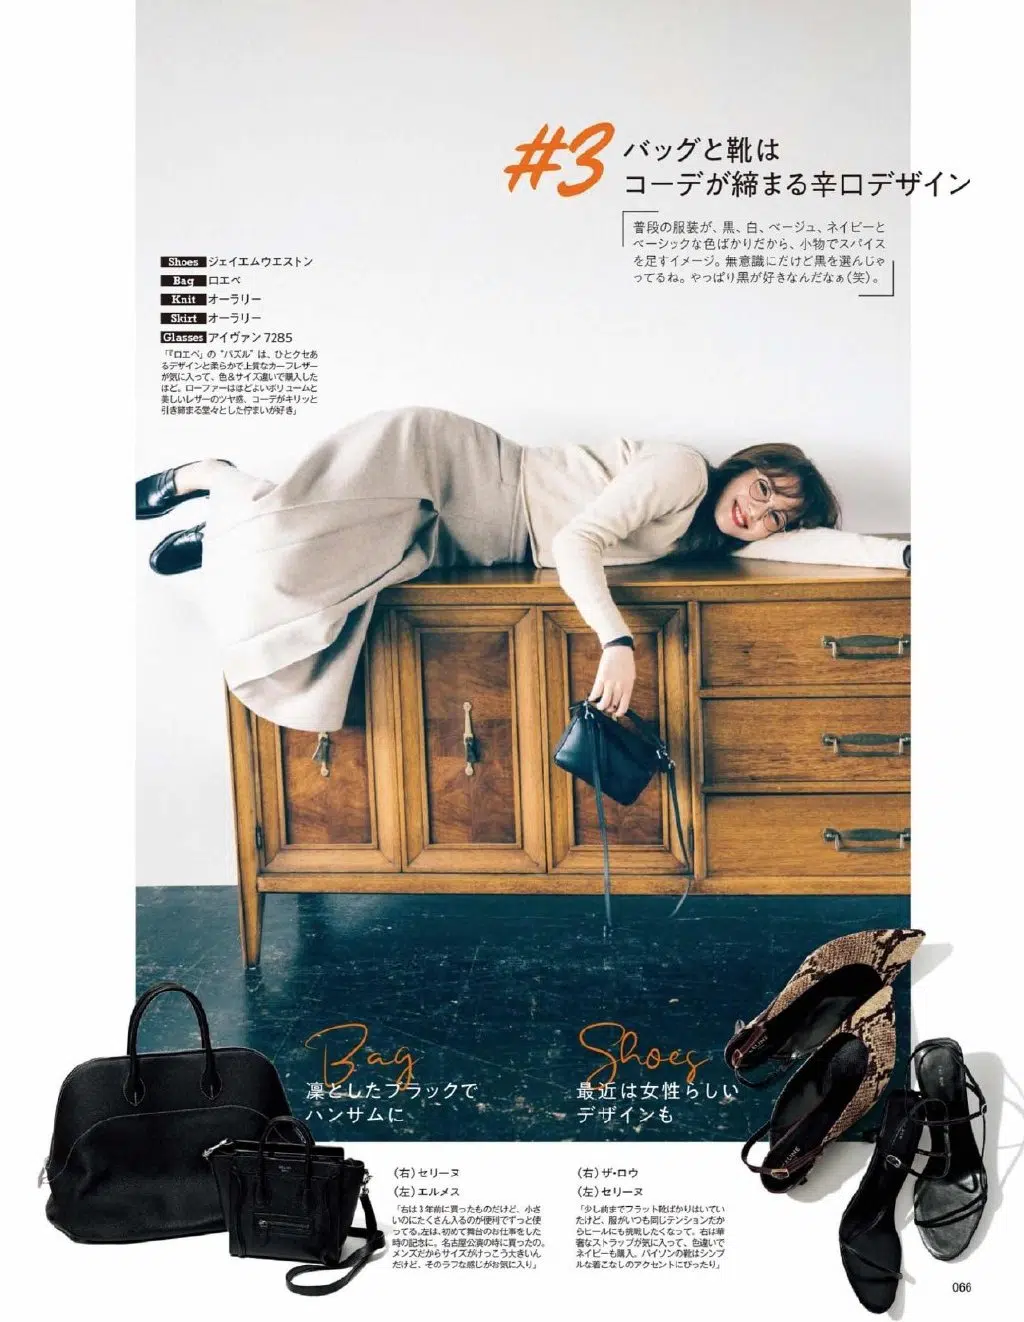 #3
バッグと靴は
コーデが締まる辛口デザイン
普段の服装が、黒、白、ベージュ、ネイビーと
ベーシックな色ばかりだから、小物でスパイス
を足すイメージ。無意識にだけど黒を選んじゃ
ってるね。やっぱり黒が好きなんだなぁ(笑)。
Shoes ジェイエムウエストン
Bag ロエベ
Knit オーラリー
Skirt オーラリー
Glasses アイヴァン 7285
「『ロエベ』の“パズル”は、ひとクセあ
るデザインと柔らかで上質なカーフレザー
が気に入って、色&サイズ違いで購入した
ほど。ローファーはほどよいボリュームと
美しいレザーのツヤ感、コーデがキリッと
引き締まる堂々とした佇まいが好き」
Bag
凛としたブラックで
ハンサムに
(右)セリーヌ
(左)エルメス
「右は3年前に買ったものだけど、小さ
いのにたくさん入るのが便利でずっと使
ってる。左は、初めて舞台のお仕事をした
時の記念に。名古屋公演の時に買ったの。
メンズだからサイズがけっこう大きいん
だけど、そのラフな感じがお気に入り」
Shoes
最近は女性らしい
デザインも
(右)ザ・ロウ
(左)セリーヌ
「少し前までフラット靴ばかりはいてい
たけど、服がいつも同じテンションだか
らヒールにも挑戦したくなって。右は華
奢なストラップが気に入って、色違いで
ネイビーも購入。パイソンの靴はシンプ
ルな着こなしのアクセントにぴったり」
066